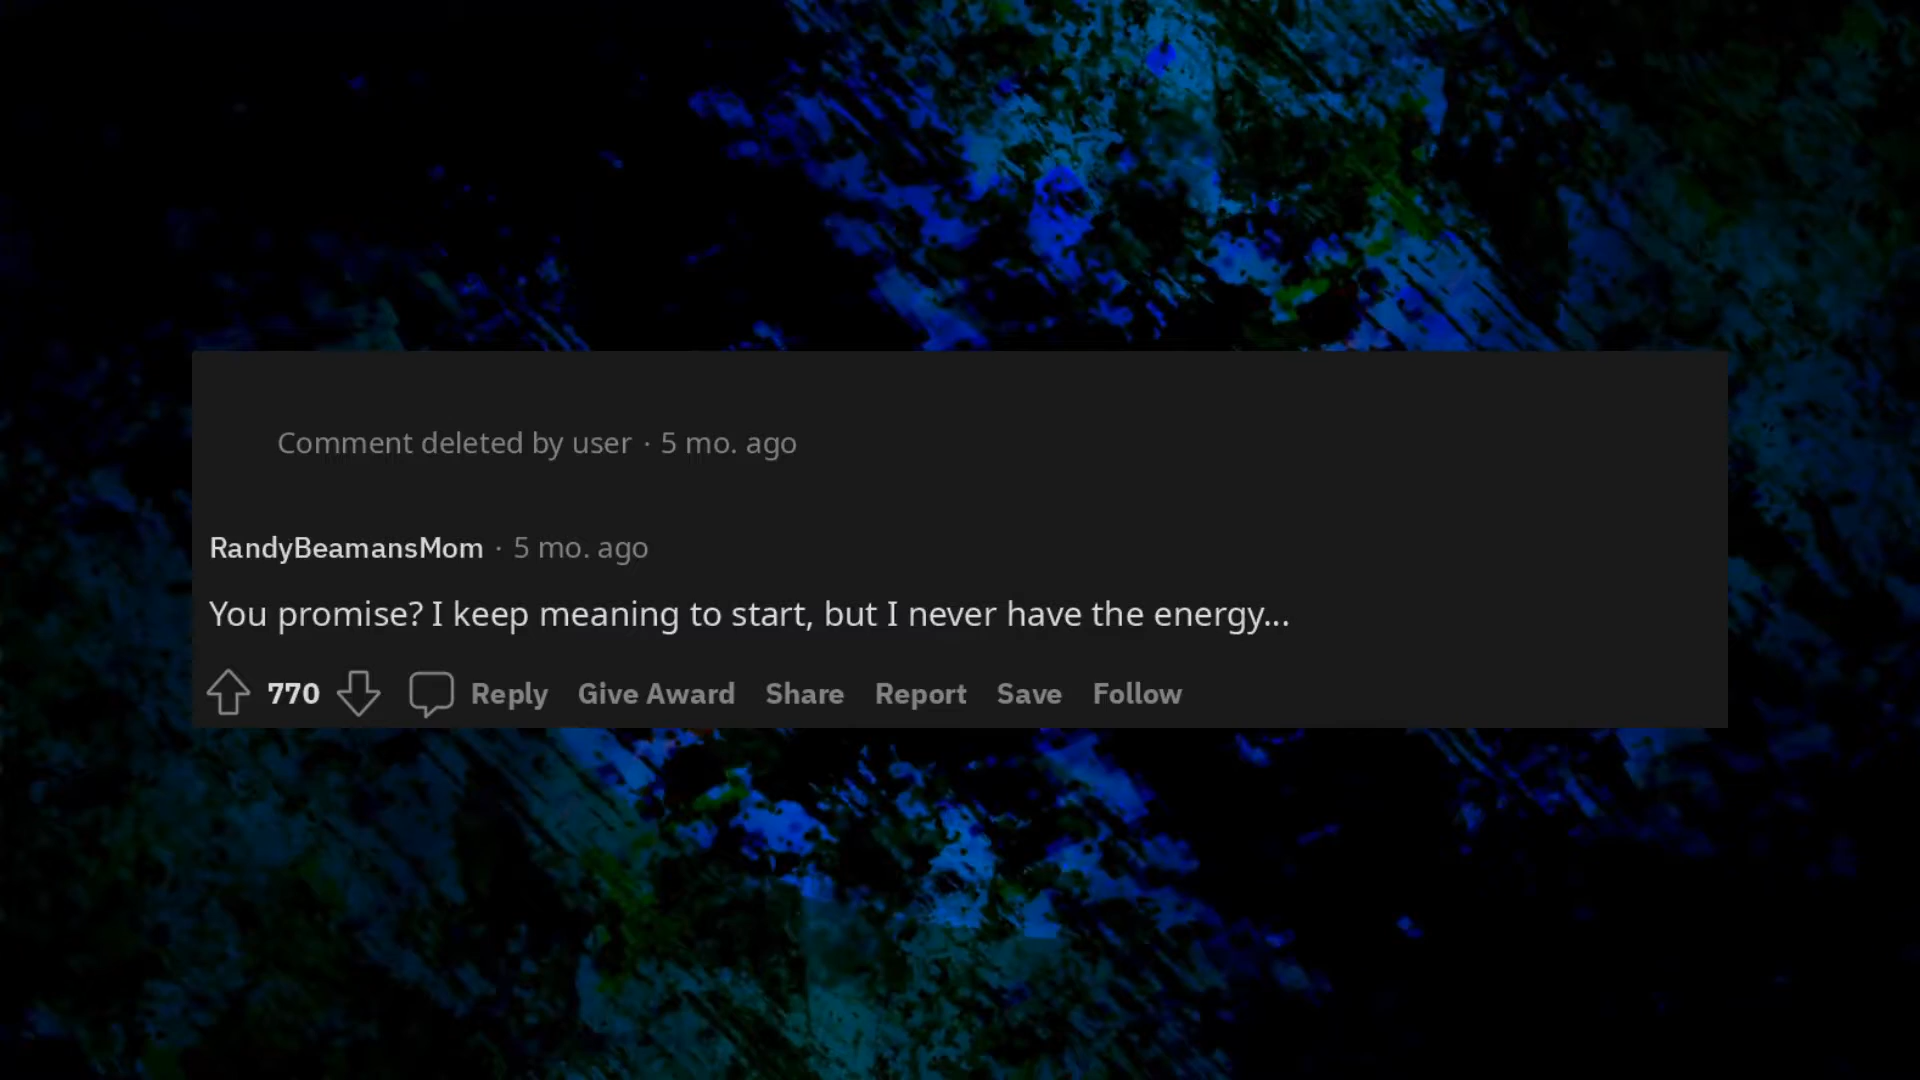 Comment deleted by user · 5 mo. ago
RandyBeamansMom · 5 mo. ago
You promise? I keep meaning to start, but I never have the energy...
770 Reply Give Award Share Report Save Follow